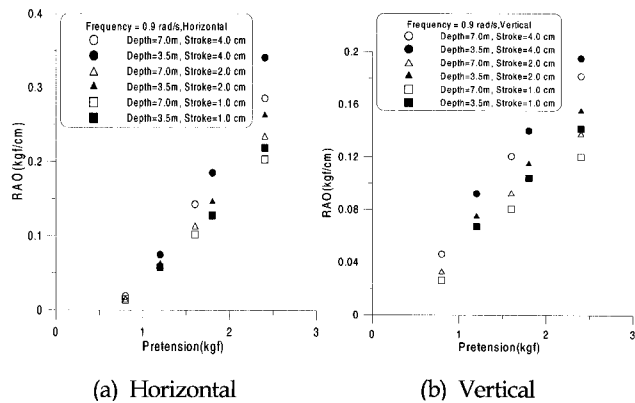 Frequency = 0.9 rad/s,Horizontal
Depth=7.0m, Stroke=4.0 cm
Depth=3.5m, Stroke=4.0 cm
Depth=7.0m, Stroke=2.0 cm
Depth=3.5m, Stroke=2.0 cm
Depth=7.0m, Stroke=1.0 cm
Depth=3.5m, Stroke=1.0 cm
0.4
0.3
0.2
0.1
0
RAO(kgf/cm)
0 1 2 3
Pretension(kgf)
(a) Horizontal
Frequency = 0.9 rad/s,Vertical
Depth=7.0m, Stroke=4.0 cm
Depth=3.5m, Stroke=4.0 cm
Depth=7.0m, Stroke=2.0 cm
Depth=3.5m, Stroke=2.0 cm
Depth=7.0m, Stroke=1.0 cm
Depth=3.5m, Stroke=1.0 cm
0.2
0.16
0.12
0.08
0.04
0
RAO(kgf/cm)
0 1 2 3
Pretension(kgf)
(b) Vertical